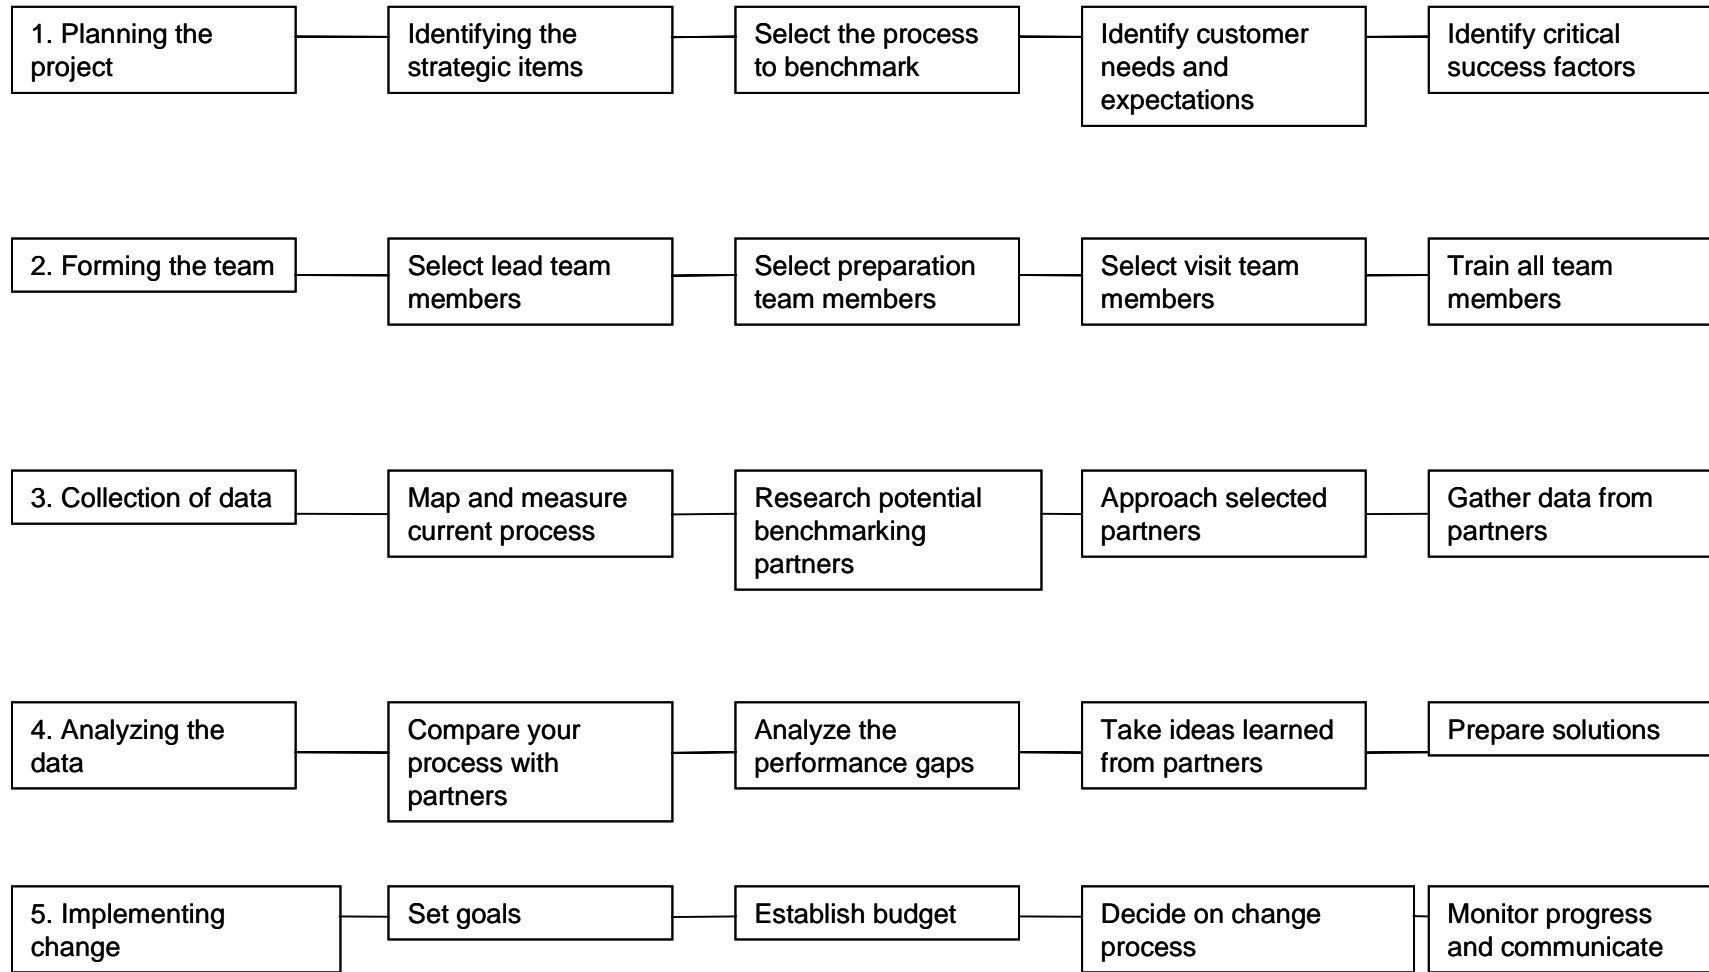 1. Planning the
project
Identifying the
strategic items
Select the process
to benchmark
Identify customer
needs and
expectations
Identify critical
success factors
2. Forming the team
Select lead team
members
Select preparation
team members
Select visit team
members
Train all team
members
3. Collection of data
Map and measure
current process
Research potential
benchmarking
partners
Approach selected
partners
Gather data from
partners
4. Analyzing the
data
Compare your
process with
partners
Analyze the
performance gaps
Take ideas learned
from partners
Prepare solutions
5. Implementing
change
Set goals
Establish budget
Decide on change
process
Monitor progress
and communicate